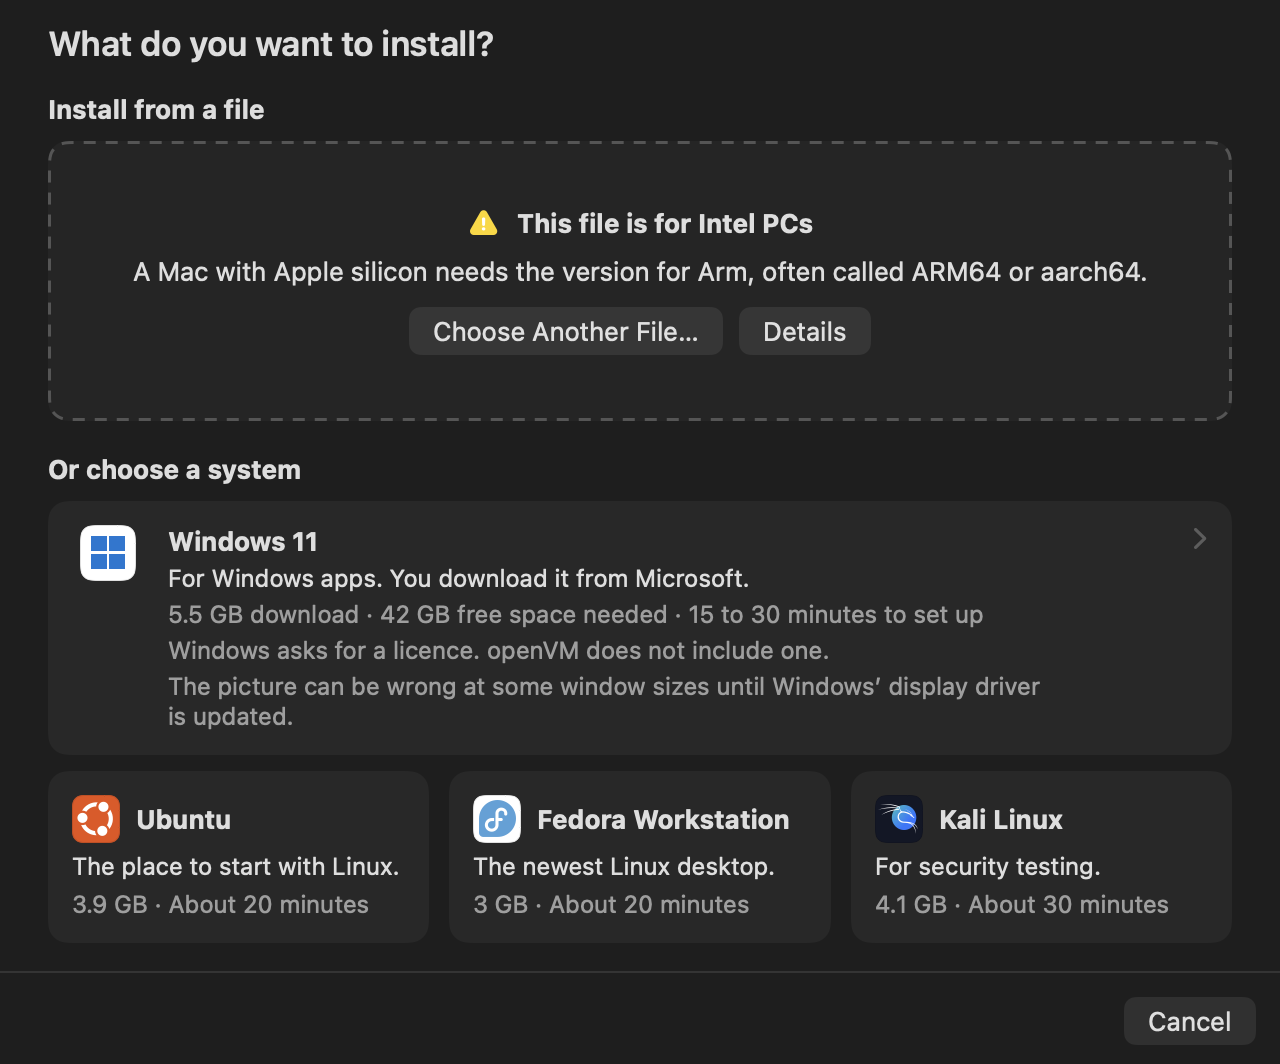 What do you want to install?
Install from a file
This file is for Intel PCs
A Mac with Apple silicon needs the version for Arm, often called ARM64 or aarch64.
Choose Another File...
Details
Or choose a system
Windows 11
For Windows apps. You download it from Microsoft.
5.5 GB download · 42 GB free space needed · 15 to 30 minutes to set up
Windows asks for a licence. openVM does not include one.
The picture can be wrong at some window sizes until Windows’ display driver
is updated.
Ubuntu
The place to start with Linux.
3.9 GB · About 20 minutes
Fedora Workstation
The newest Linux desktop.
3 GB · About 20 minutes
Kali Linux
For security testing.
4.1 GB · About 30 minutes
Cancel